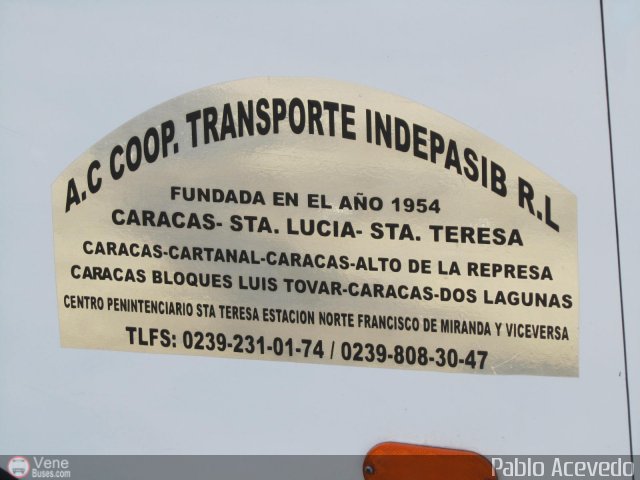 A.C COOP. TRANSPORTE INDEPASIB R.L
FUNDADA EN EL AÑO 1954
CARACAS- STA. LUCIA- STA. TERESA
CARACAS-CARTANAL-CARACAS-ALTO DE LA REPRESA
CARACAS BLOQUES LUIS TOVAR-CARACAS-DOS LAGUNAS
CENTRO PENINTENCIARIO STA TERESA ESTACION NORTE FRANCISCO DE MIRANDA Y VICEVERSA
TLFS: 0239-231-01-74 / 0239-808-30-47
Vene
Buses.com
Pablo Acevedo